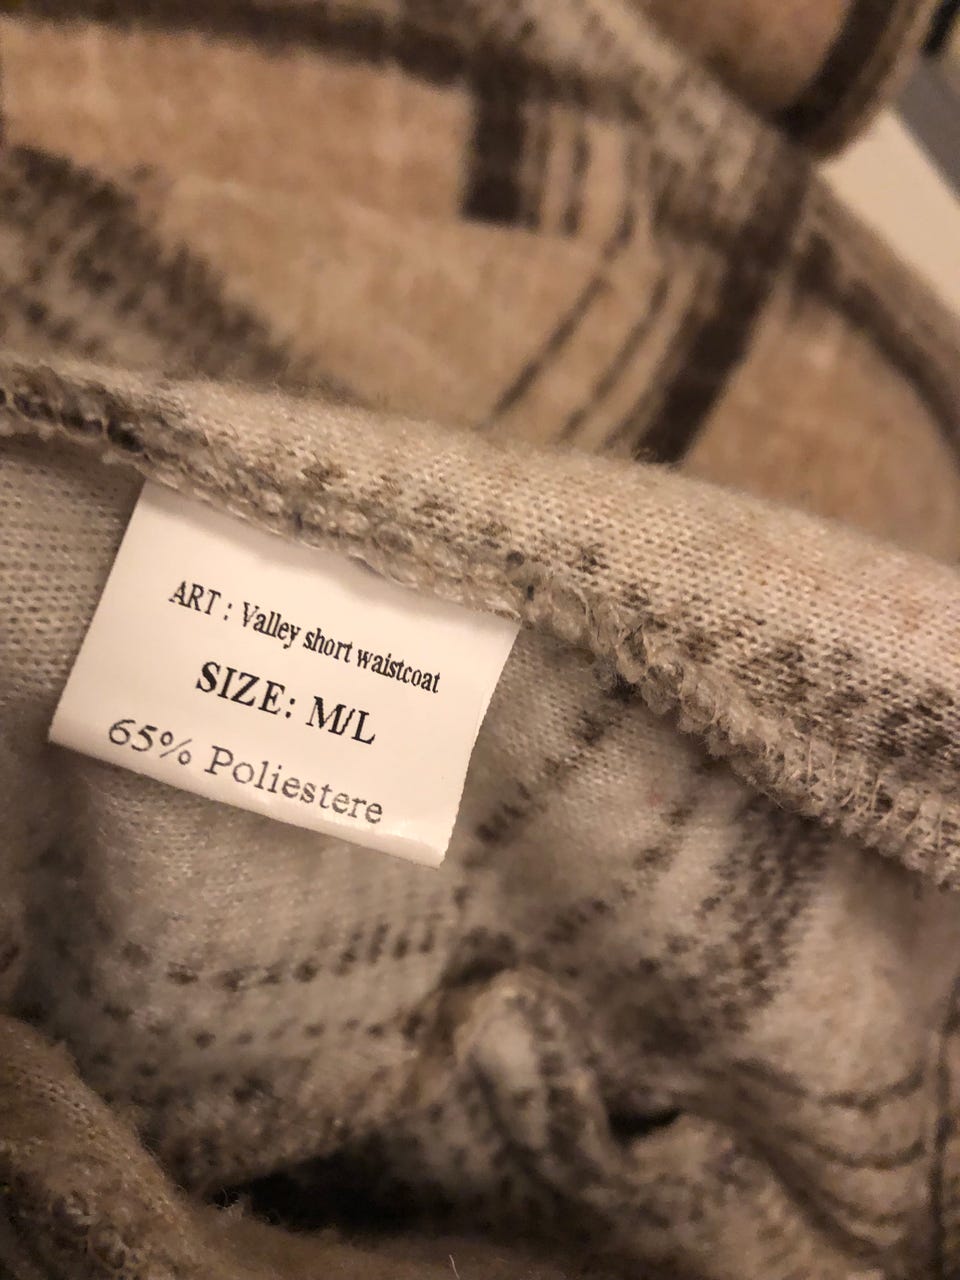 ART : Valley short waistcoat
SIZE: M/L
65% Poliestere